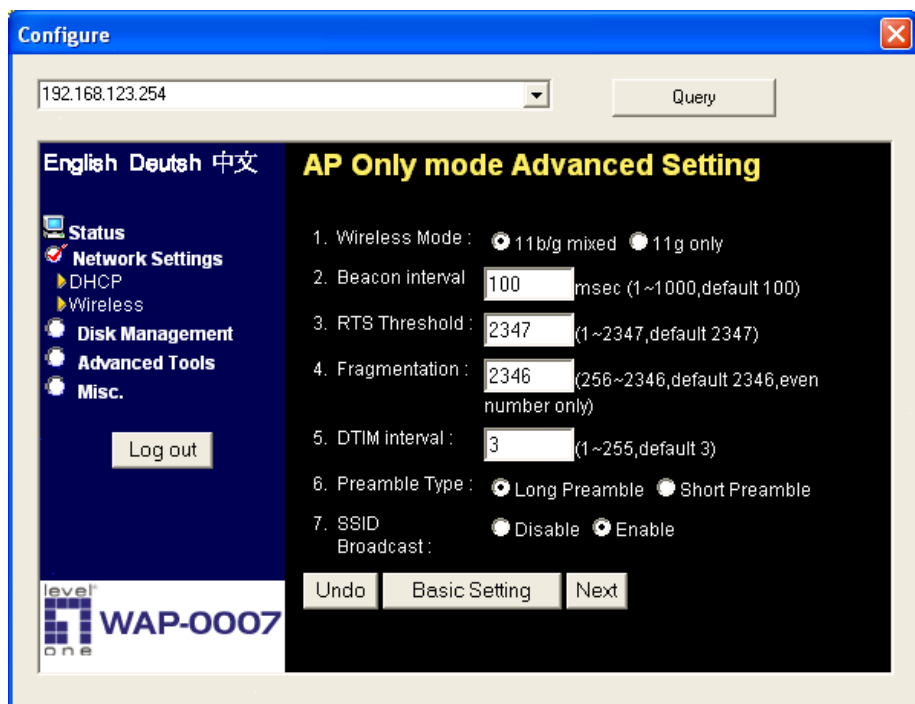 Configure
192.168.123.254
Query
English Deutsh 中文
Status
Network Settings
DHCP
Wireless
Disk Management
Advanced Tools
Misc.
Log out
level
one
WAP-0007
AP Only mode Advanced Setting
1. Wireless Mode : 11b/g mixed 11g only
2. Beacon interval 100 msec (1~1000,default 100)
3. RTS Threshold : 2347 (1~2347,default 2347)
4. Fragmentation : 2346 (256~2346,default 2346,even
number only)
5. DTIM interval : 3 (1~255,default 3)
6. Preamble Type : Long Preamble Short Preamble
7. SSID
Broadcast : Disable Enable
Undo Basic Setting Next